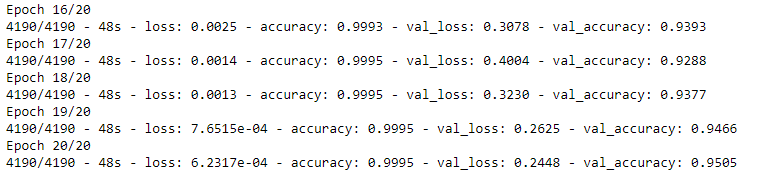 Epoch 16/20
4190/4190 - 48s - loss: 0.0025 - accuracy: 0.9993 - val_loss: 0.3078 - val_accuracy: 0.9393
Epoch 17/20
4190/4190 - 48s - loss: 0.0014 - accuracy: 0.9995 - val_loss: 0.4004 - val_accuracy: 0.9288
Epoch 18/20
4190/4190 - 48s - loss: 0.0013 - accuracy: 0.9995 - val_loss: 0.3230 - val_accuracy: 0.9377
Epoch 19/20
4190/4190 - 48s - loss: 7.6515e-04 - accuracy: 0.9995 - val_loss: 0.2625 - val_accuracy: 0.9466
Epoch 20/20
4190/4190 - 48s - loss: 6.2317e-04 - accuracy: 0.9995 - val_loss: 0.2448 - val_accuracy: 0.9505